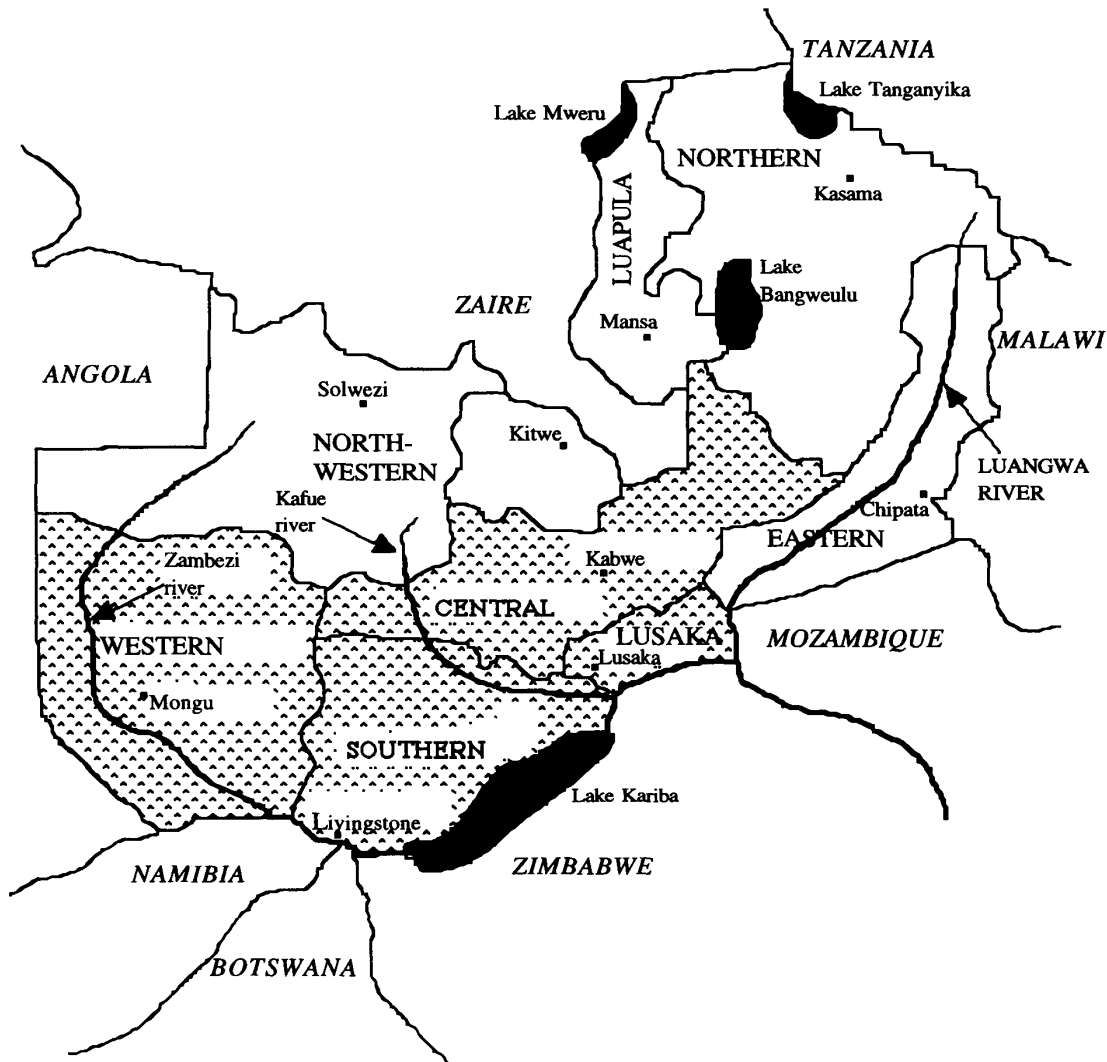 TANZANIA
Lake Tanganyika
Lake Mweru
NORTHERN
Kasama
LUAPULA
Lake
Bangweulu
ZAIRE
Mansa
MALAWI
ANGOLA
Solwezi
Kitwe
NORTH-
WESTERN
LUANGWA
RIVER
Kafue
river
Chipata
EASTERN
Zambezi
river
Kabwe
CENTRAL
LUSAKA
MOZAMBIQUE
WESTERN
Lusaka
Mongu
SOUTHERN
Lake Kariba
Livingstone
ZIMBABWE
NAMIBIA
BOTSWANA